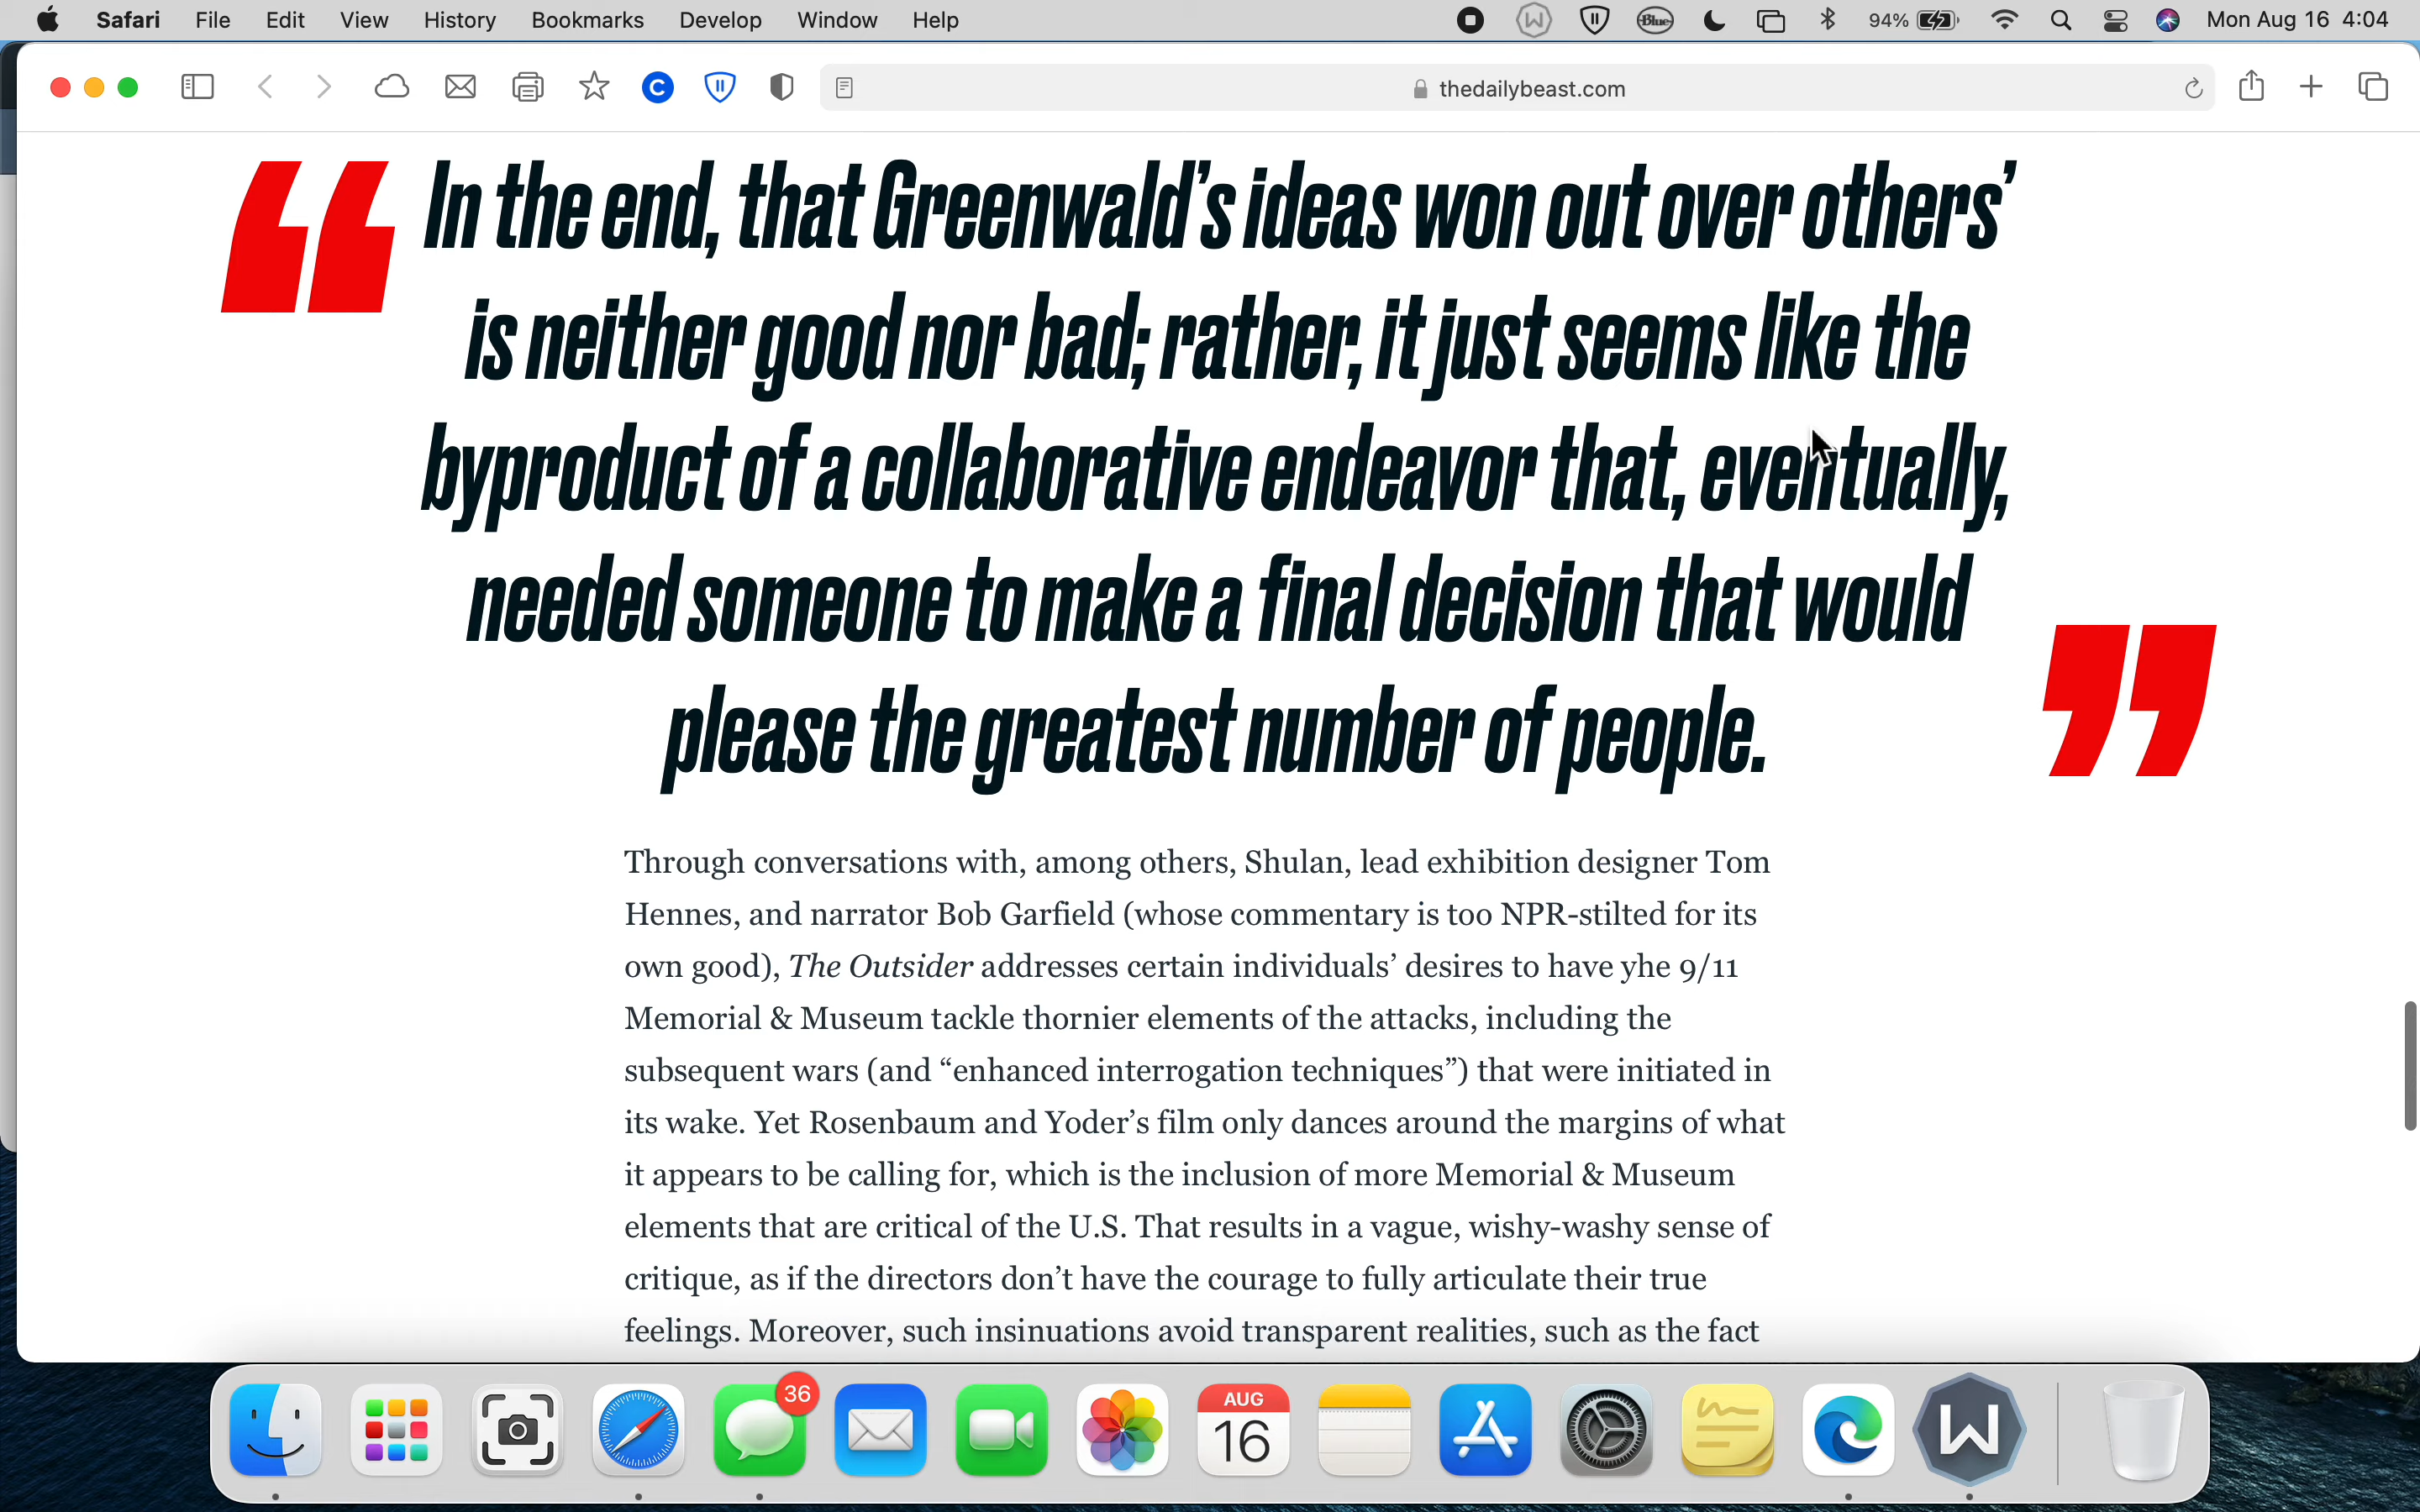 Safari File Edit View History Bookmarks Develop Window Help Blue 94% Mon Aug 16 4:04
C thedailybeast.com
“In the end, that Greenwald’s ideas won out over others’
is neither good nor bad; rather, it just seems like the
byproduct of a collaborative endeavor that, eventually,
needed someone to make a final decision that would
please the greatest number of people.”
Through conversations with, among others, Shulan, lead exhibition designer Tom
Hennes, and narrator Bob Garfield (whose commentary is too NPR-stilted for its
own good), The Outsider addresses certain individuals’ desires to have yhe 9/11
Memorial & Museum tackle thornier elements of the attacks, including the
subsequent wars (and “enhanced interrogation techniques”) that were initiated in
its wake. Yet Rosenbaum and Yoder’s film only dances around the margins of what
it appears to be calling for, which is the inclusion of more Memorial & Museum
elements that are critical of the U.S. That results in a vague, wishy-washy sense of
critique, as if the directors don’t have the courage to fully articulate their true
feelings. Moreover, such insinuations avoid transparent realities, such as the fact
36
AUG
16
W